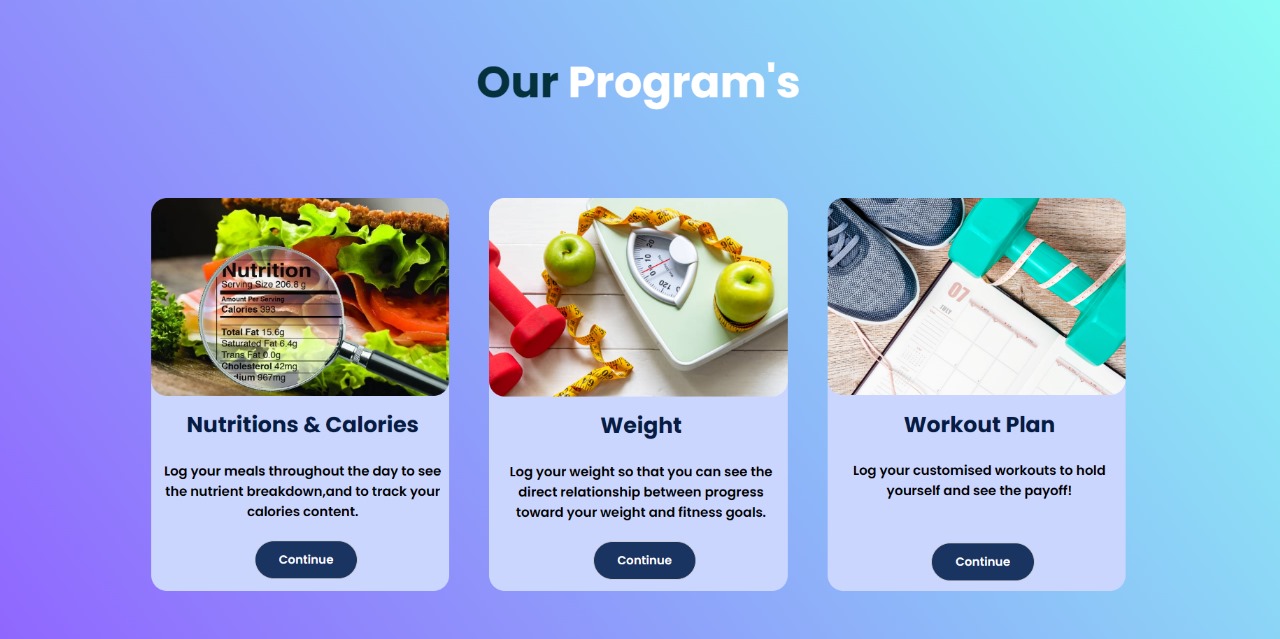 Our Program's
Nutrition
Serving Size 206.8 g
Amount Per Serving
Calories 393
Total Fat 15.6g
Saturated Fat 6.4g
Trans Fat 0.0g
Cholesterol 42mg
dium 967mg
20
0
120
07
2017
Nutritions & Calories
Log your meals throughout the day to see
the nutrient breakdown,and to track your
calories content.
Continue
Weight
Log your weight so that you can see the
direct relationship between progress
toward your weight and fitness goals.
Continue
Workout Plan
Log your customised workouts to hold
yourself and see the payoff!
Continue